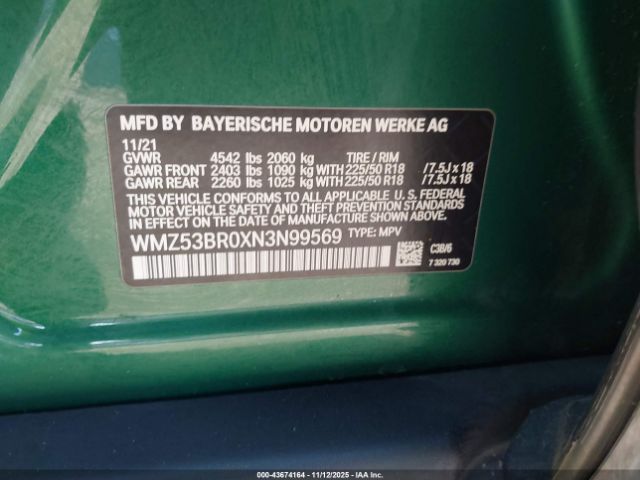 MFD BY BAYERISCHE MOTOREN WERKE AG
11/21
GVWR 4542 lbs 2060 kg TIRE / RIM
GAWR FRONT 2403 lbs 1090 kg WITH 225/50 R18 /7.5J x 18
GAWR REAR 2260 lbs 1025 kg WITH 225/50 R18 /7.5J x 18
THIS VEHICLE CONFORMS TO ALL APPLICABLE U. S. FEDERAL
MOTOR VEHICLE SAFETY AND THEFT PREVENTION STANDARDS
IN EFFECT ON THE DATE OF MANUFACTURE SHOWN ABOVE.
WMZ53BR0XN3N99569 TYPE: MPV
C3B/6
7 320 730
000-43674164 - 11/12/2025 - IAA Inc.